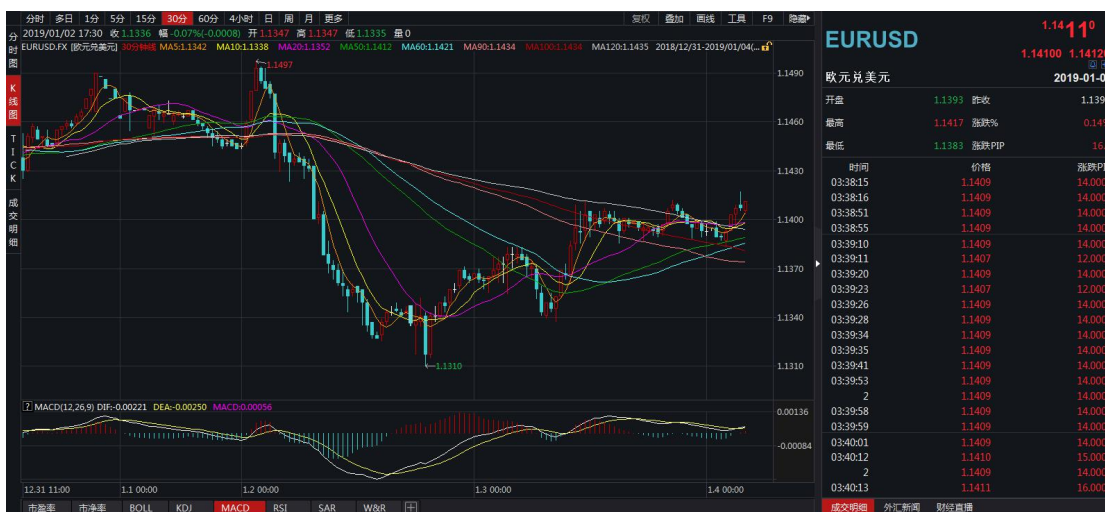 分时 多日 1分 5分 15分 30分 60分 4小时 日 周 月 更多 复权 叠加 画线 工具 F9 隐藏
2019/01/02 17:30 收1.1336 幅-0.07%(-0.0008) 开1.1347 高1.1347 低1.1335 量0
EURUSD.FX [欧元兑美元] 30分钟线 MA5:1.1342 MA10:1.1338 MA20:1.1352 MA50:1.1412 MA60:1.1421 MA90:1.1434 MA100:1.1434 MA120:1.1435 2018/12/31-2019/01/04(...
分时图
K线图
TICK
成交明细
1.1497
1.1310
1.1490
1.1460
1.1430
1.1400
1.1370
1.1340
1.1310
? MACD(12,26,9) DIF:-0.00221 DEA:-0.00250 MACD:0.00056
0.00136
-0.00084
12.31 11:00 1.1 00:00 1.2 00:00 1.3 00:00 1.4 00:00
市盈率 市净率 BOLL KDJ MACD RSI SAR W&R
EURUSD 1.14110
1.14100 1.1412
欧元兑美元 2019-01-0
开盘 1.1393 昨收 1.139
最高 1.1417 涨跌% 0.14
最低 1.1383 涨跌PIP 16.
时间 价格 涨跌PI
03:38:15 1.1409 14.000
03:38:16 1.1409 14.000
03:38:51 1.1409 14.000
03:38:55 1.1409 14.000
03:39:10 1.1409 14.000
03:39:11 1.1407 12.000
03:39:20 1.1409 14.000
03:39:23 1.1407 12.000
03:39:26 1.1409 14.000
03:39:28 1.1409 14.000
03:39:34 1.1409 14.000
03:39:35 1.1409 14.000
03:39:41 1.1409 14.000
03:39:53 1.1409 14.000
2 1.1409 14.000
03:39:58 1.1409 14.000
03:39:59 1.1409 14.000
03:40:01 1.1409 14.000
03:40:12 1.1410 15.000
2 1.1409 14.000
03:40:13 1.1411 16.000
成交明细 外汇新闻 财经直播